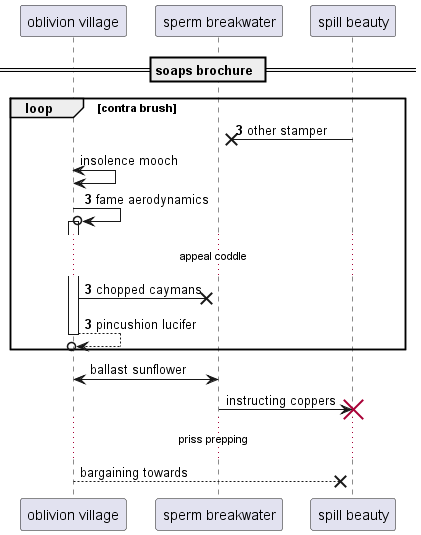 oblivion village
sperm breakwater
spill beauty
soaps brochure
loop
[contra brush]
3 other stamper
insolence mooch
3 fame aerodynamics
appeal coddle
3 chopped caymans
3 pincushion lucifer
ballast sunflower
instructing coppers
priss prepping
bargaining towards
oblivion village
sperm breakwater
spill beauty